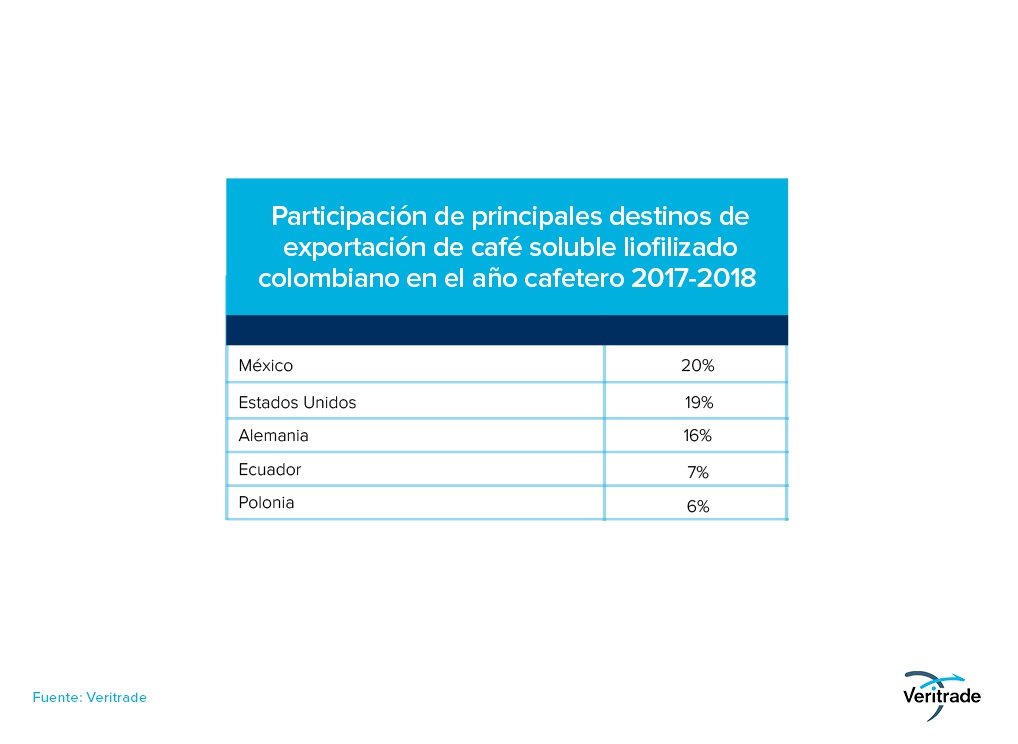 Participación de principales destinos de
exportación de café soluble liofilizado
colombiano en el año cafetero 2017-2018
México 20%
Estados Unidos 19%
Alemania 16%
Ecuador 7%
Polonia 6%
Fuente: Veritrade
Veritrade